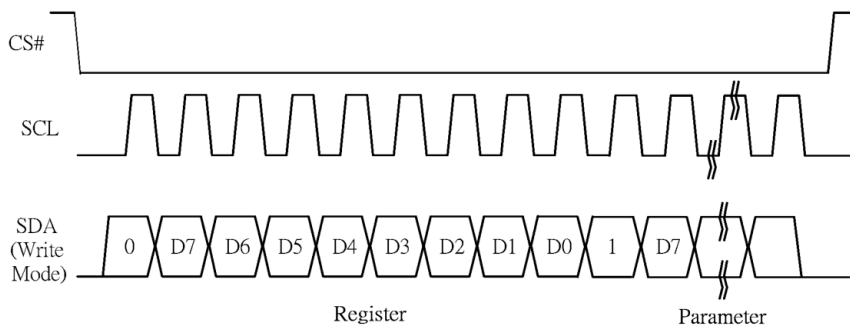 CS#
SCL
SDA
(Write
Mode)
0 D7 D6 D5 D4 D3 D2 D1 D0 1 D7
Register Parameter